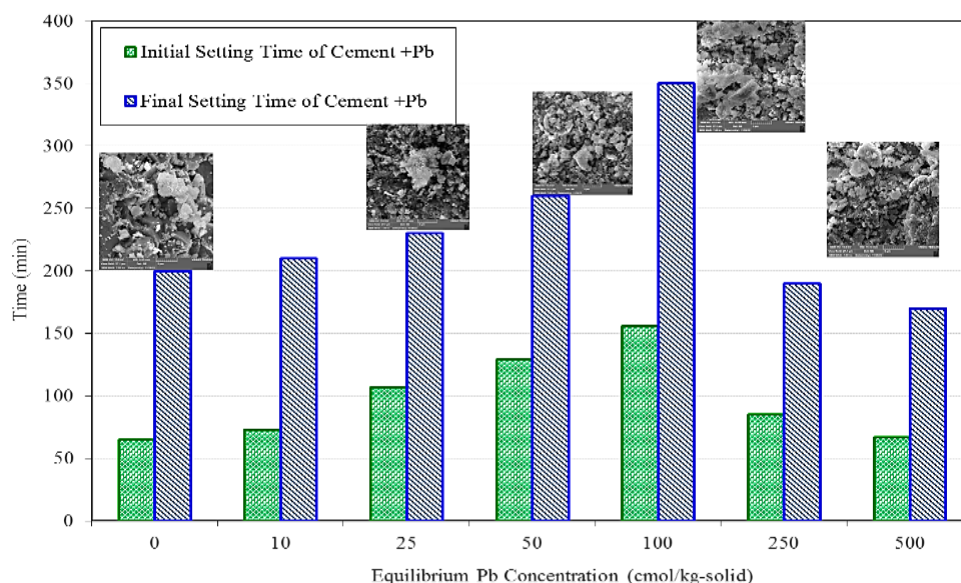 400
350
300
250
200
150
100
50
0
Time (min)
Initial Setting Time of Cement +Pb
Final Setting Time of Cement +Pb
0 10 25 50 100 250 500
Equilibrium Pb Concentration (cmol/kg-solid)